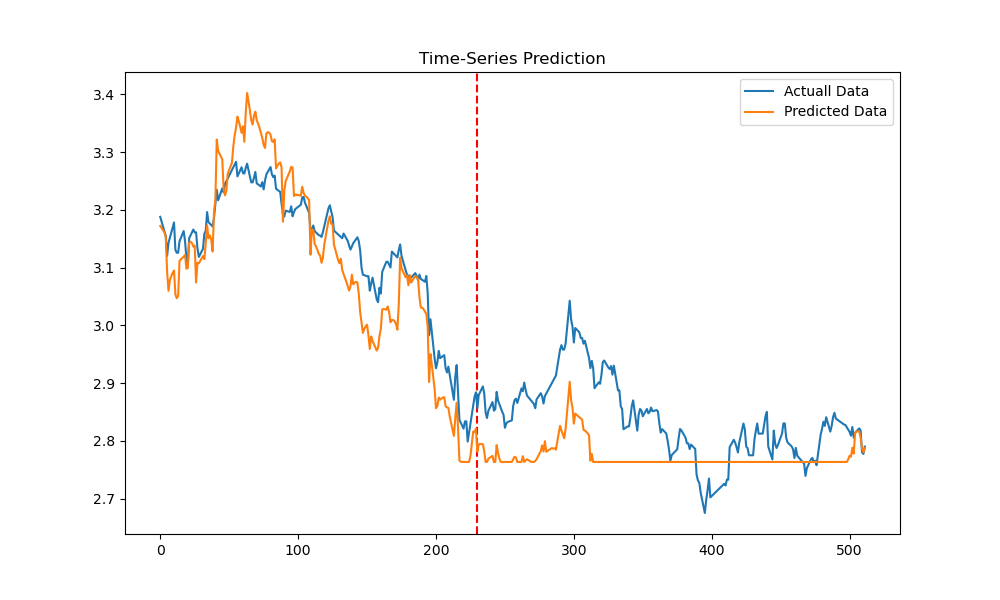 Time-Series Prediction
Actuall Data
Predicted Data
3.4
3.3
3.2
3.1
3.0
2.9
2.8
2.7
0 100 200 300 400 500